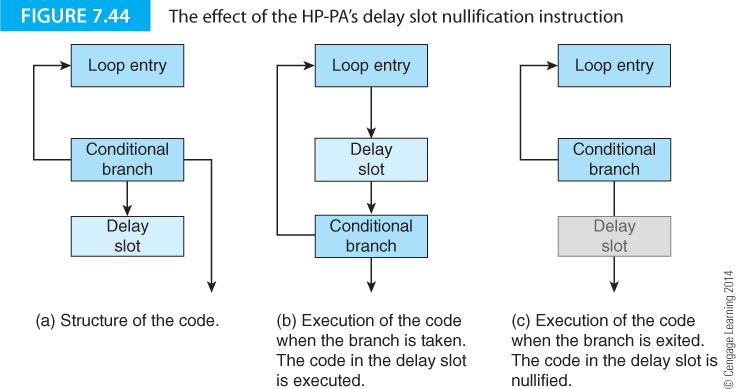 FIGURE 7.44 The effect of the HP-PA's delay slot nullification instruction
Loop entry
Conditional
branch
Delay
slot
(a) Structure of the code.
Loop entry
Delay
slot
Conditional
branch
(b) Execution of the code
when the branch is taken.
The code in the delay slot
is executed.
Loop entry
Conditional
branch
Delay
slot
(c) Execution of the code
when the branch is exited.
The code in the delay slot is
nullified.
© Cengage Learning 2014